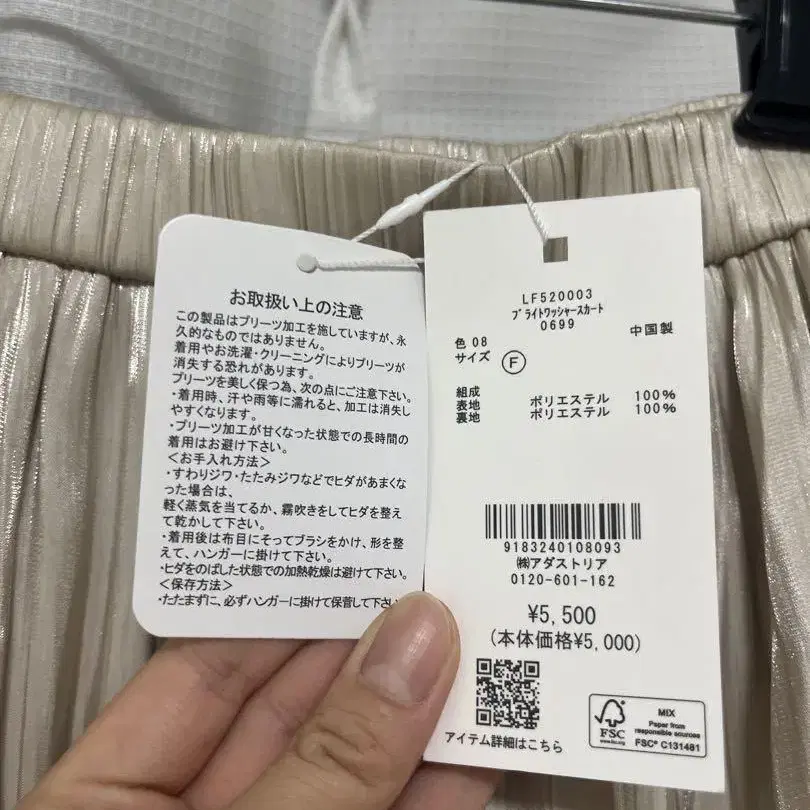 お取扱い上の注意
この製品はプリーツ加工を施していますが、永
久的なものではありません。
着用やお洗濯・クリーニングによりプリーツが
消失する恐れがあります。
プリーツを美しく保つ為、次の点にご注意下さい。
・着用時、汗や雨等に濡れると、加工は消失し
やすくなります。
・プリーツ加工が甘くなった状態での長時間の
着用はお避け下さい。
<お手入れ方法>
・すわりジワ・たたみジワなどでヒダがあまくな
った場合は、
軽く蒸気を当てるか、霧吹きをしてヒダを整え
て乾かして下さい。
・着用後は布目にそってブラシをかけ、形を整
えて、ハンガーに掛けて下さい。
・ヒダをのばした状態での加熱乾燥は避けて下さい。
<保存方法>
・たたまずに、必ずハンガーに掛けて保管して下さい。
LF520003
ブライトワッシャースカート
0699
色 08
中国製
サイズ F
組成
表地 ポリエステル 100%
裏地 ポリエステル 100%
9183240108093
㈱アダストリア
0120-601-162
¥5,500
(本体価格¥5,000)
アイテム詳細はこちら
FSC
www.fsc.org
MIX
Paper from
responsible sources
FSC® C131481